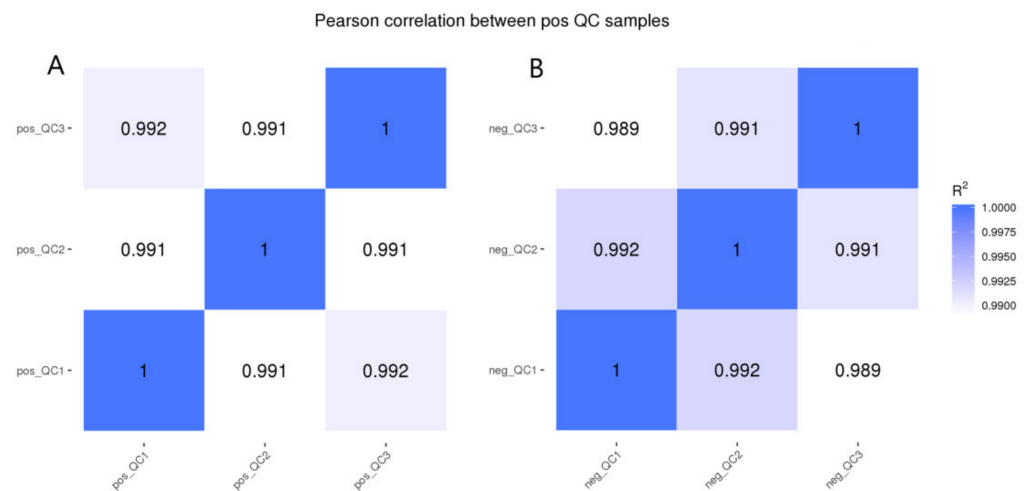 Pearson correlation between pos QC samples
A
pos_QC3 - 0.992 0.991 1
pos_QC2 - 0.991 1 0.991
pos_QC1 - 1 0.991 0.992
pos_QC1 pos_QC2 pos_QC3
B
neg_QC3 - 0.989 0.991 1
neg_QC2 - 0.992 1 0.991
neg_QC1 - 1 0.992 0.989
neg_QC1 neg_QC2 neg_QC3
R²
1.0000
0.9975
0.9950
0.9925
0.9900